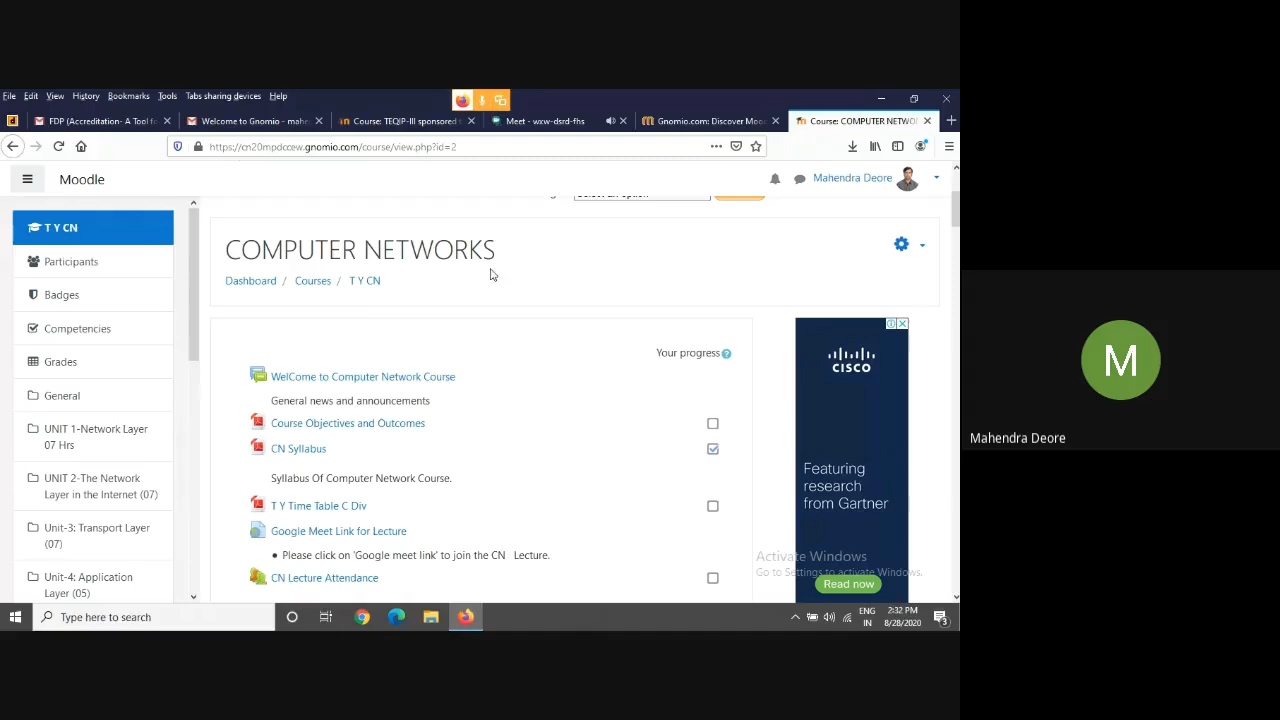 File Edit View History Bookmarks Tools Tabs sharing devices Help
FDP (Accreditation- A Tool fo
Welcome to Gnomio - mahe
Course: TEQIP-III sponsored t
Meet - wxw-dsrd-fhs
Gnomio.com: Discover Moo
Course: COMPUTER NETWO
https://cn20mpdccew.gnomio.com/course/view.php?id=2
Moodle
Mahendra Deore
T Y CN
Participants
Badges
Competencies
Grades
General
UNIT 1-Network Layer
07 Hrs
UNIT 2-The Network
Layer in the Internet (07)
Unit-3: Transport Layer
(07)
Unit-4: Application
Layer (05)
COMPUTER NETWORKS
Dashboard / Courses / T Y CN
Your progress
WelCome to Computer Network Course
General news and announcements
Course Objectives and Outcomes
CN Syllabus
Syllabus Of Computer Network Course.
T Y Time Table C Div
Google Meet Link for Lecture
• Please click on 'Google meet link' to join the CN Lecture.
CN Lecture Attendance
CISCO
Featuring
research
from Gartner
Read now
Activate Windows
Go to Settings to activate Windows.
Type here to search
ENG
IN
2:32 PM
8/28/2020
3
M
Mahendra Deore